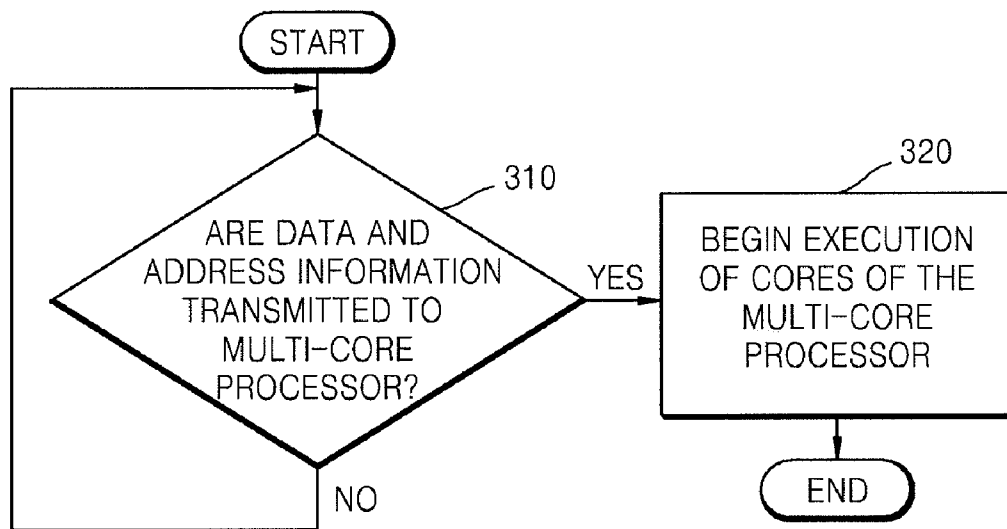 START
310
ARE DATA AND
ADDRESS INFORMATION
TRANSMITTED TO
MULTI-CORE
PROCESSOR?
YES
NO
320
BEGIN EXECUTION
OF CORES OF THE
MULTI-CORE
PROCESSOR
END